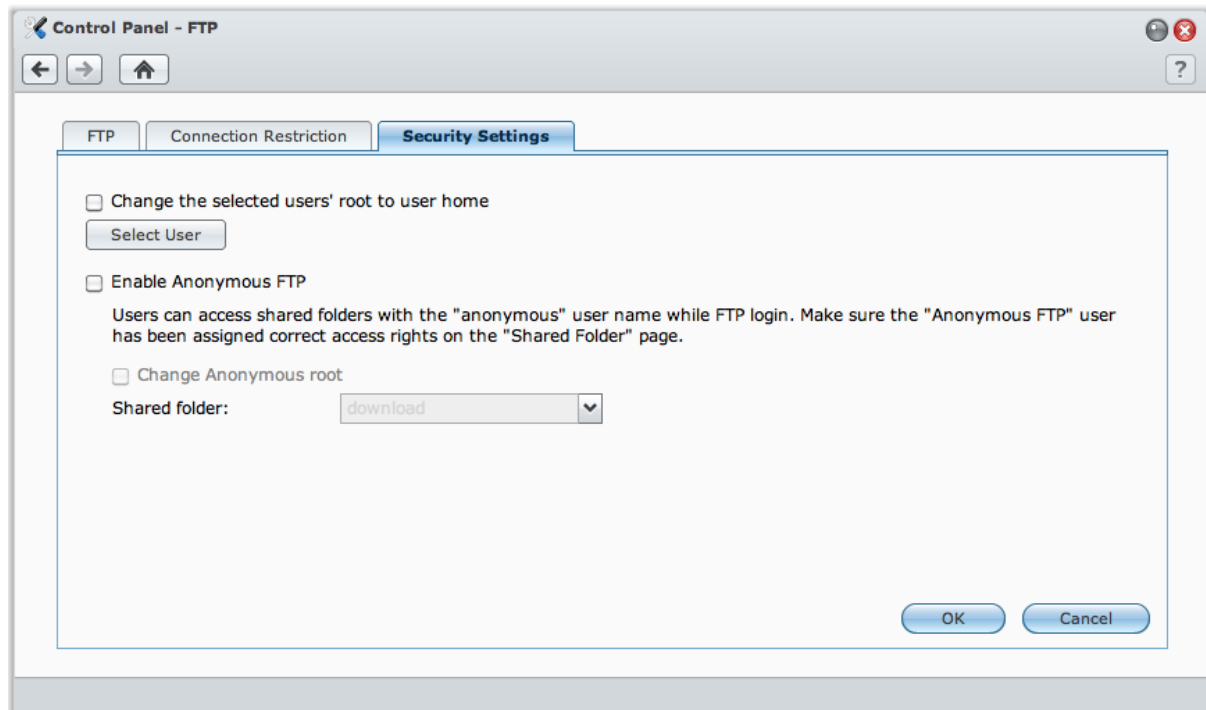 Control Panel - FTP
?
FTP
Connection Restriction
Security Settings
Change the selected users' root to user home
Select User
Enable Anonymous FTP
Users can access shared folders with the "anonymous" user name while FTP login. Make sure the "Anonymous FTP" user
has been assigned correct access rights on the "Shared Folder" page.
Change Anonymous root
Shared folder:
download
OK
Cancel